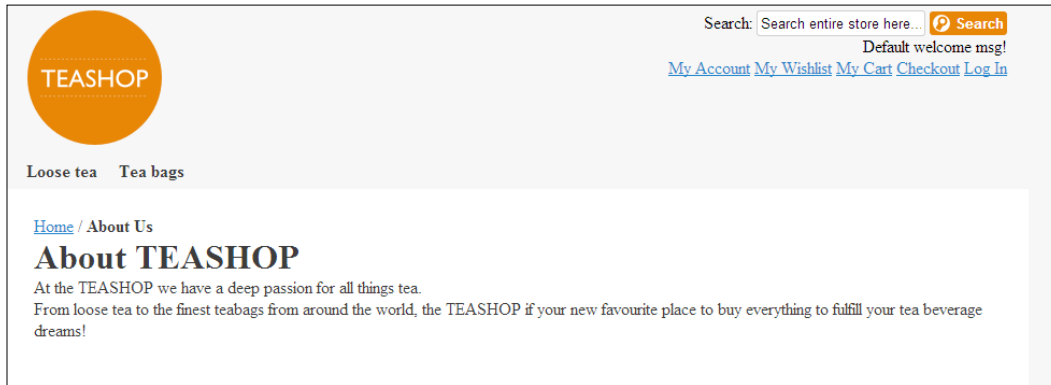 TEASHOP
Search: Search entire store here... Search
Default welcome msg!
My Account My Wishlist My Cart Checkout Log In
Loose tea Tea bags
Home / About Us
About TEASHOP
At the TEASHOP we have a deep passion for all things tea.
From loose tea to the finest teabags from around the world, the TEASHOP if your new favourite place to buy everything to fulfill your tea beverage
dreams!